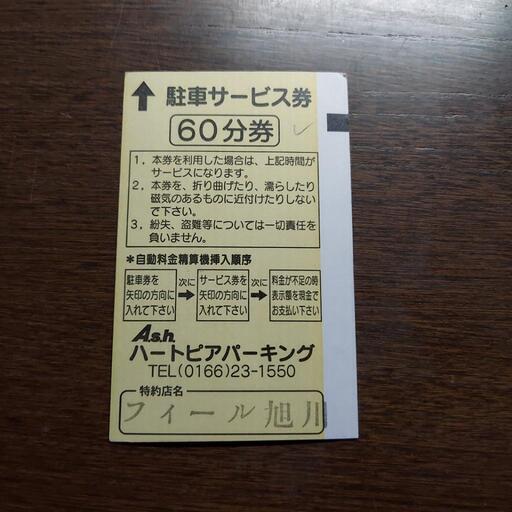 駐車サービス券
60分券
1．本券を利用した場合は、上記時間が
サービスになります。
2．本券を、折り曲げたり、濡らしたり
磁気のあるものに近付けたりしない
で下さい。
3．紛失、盗難等については一切責任を
負いません。
＊自動料金精算機挿入順序
駐車券を
矢印の方向に
入れて下さい
次に
サービス券を
矢印の方向に
入れて下さい
次に
料金が不足の時
表示額を現金で
お支払い下さい
A.s.h.
ハートピアパーキング
TEL(0166)23-1550
特約店名
フィール旭川